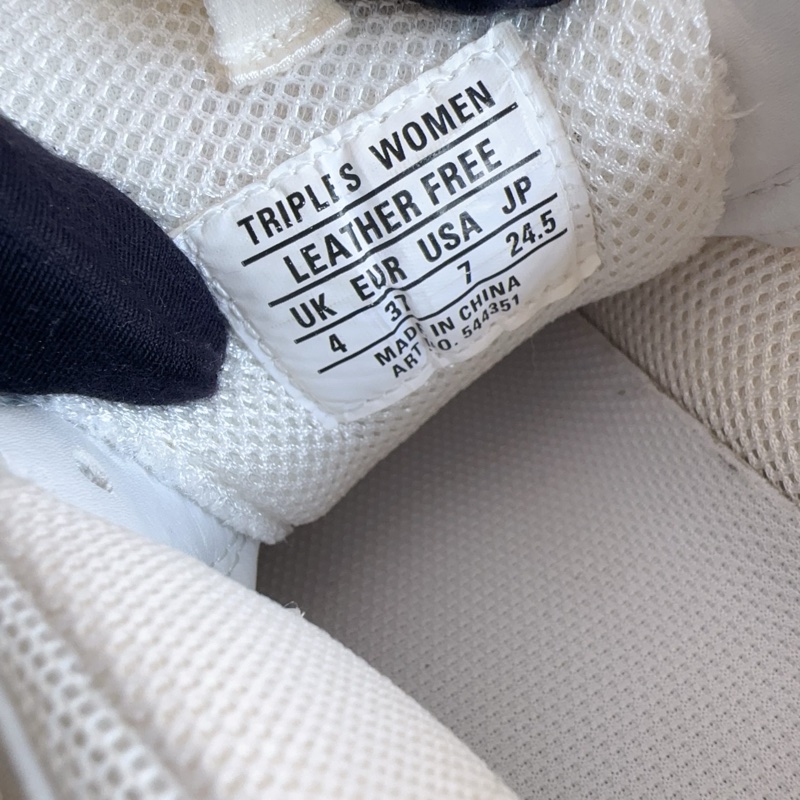 TRIPLE S WOMEN
LEATHER FREE
UK EUR USA JP
4 37 7 24.5
MADE IN CHINA
ART NO. 544351